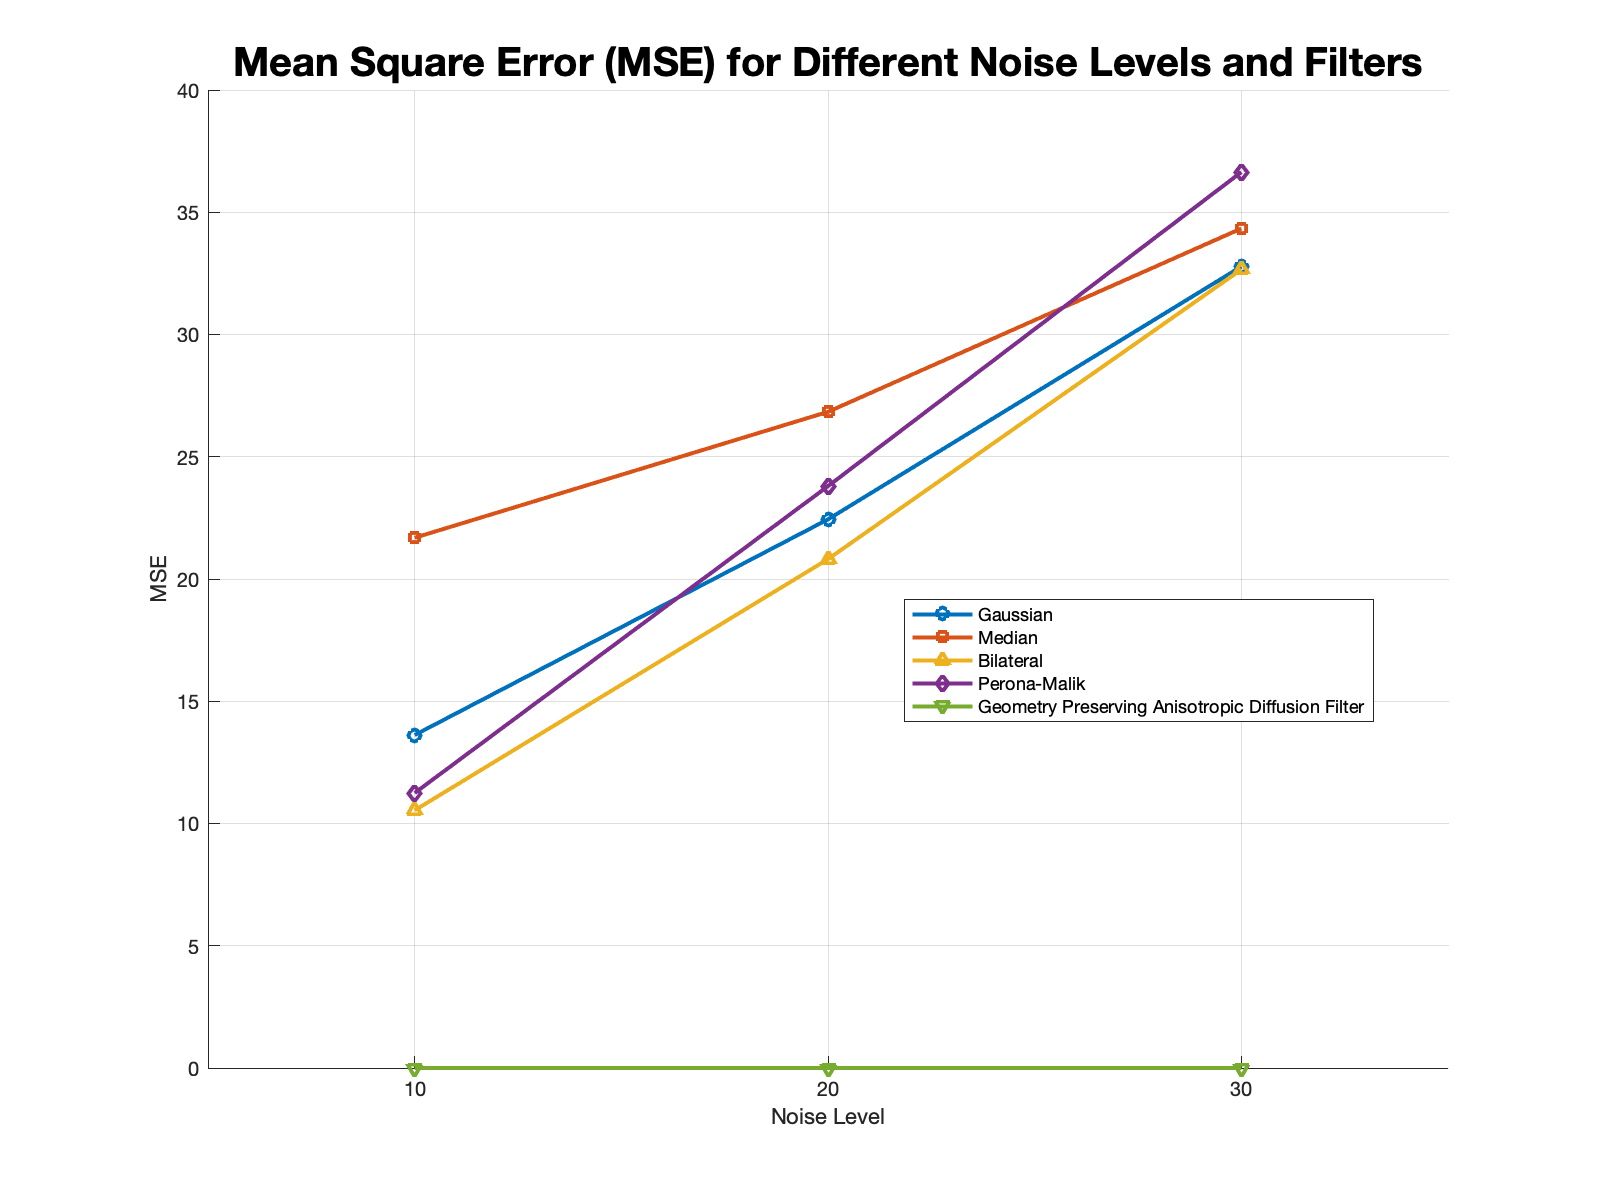 Mean Square Error (MSE) for Different Noise Levels and Filters
40
35
30
25
20
15
10
5
0
MSE
10 20 30
Noise Level
Gaussian
Median
Bilateral
Perona-Malik
Geometry Preserving Anisotropic Diffusion Filter